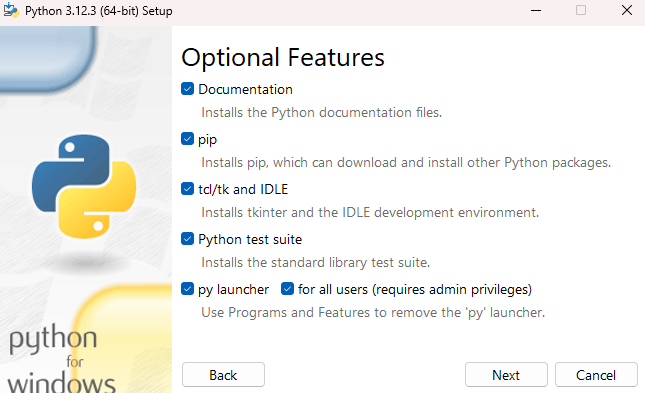 Python 3.12.3 (64-bit) Setup
Optional Features
Documentation
Installs the Python documentation files.
pip
Installs pip, which can download and install other Python packages.
tcl/tk and IDLE
Installs tkinter and the IDLE development environment.
Python test suite
Installs the standard library test suite.
py launcher for all users (requires admin privileges)
Use Programs and Features to remove the 'py' launcher.
python
for
windows
Back Next Cancel